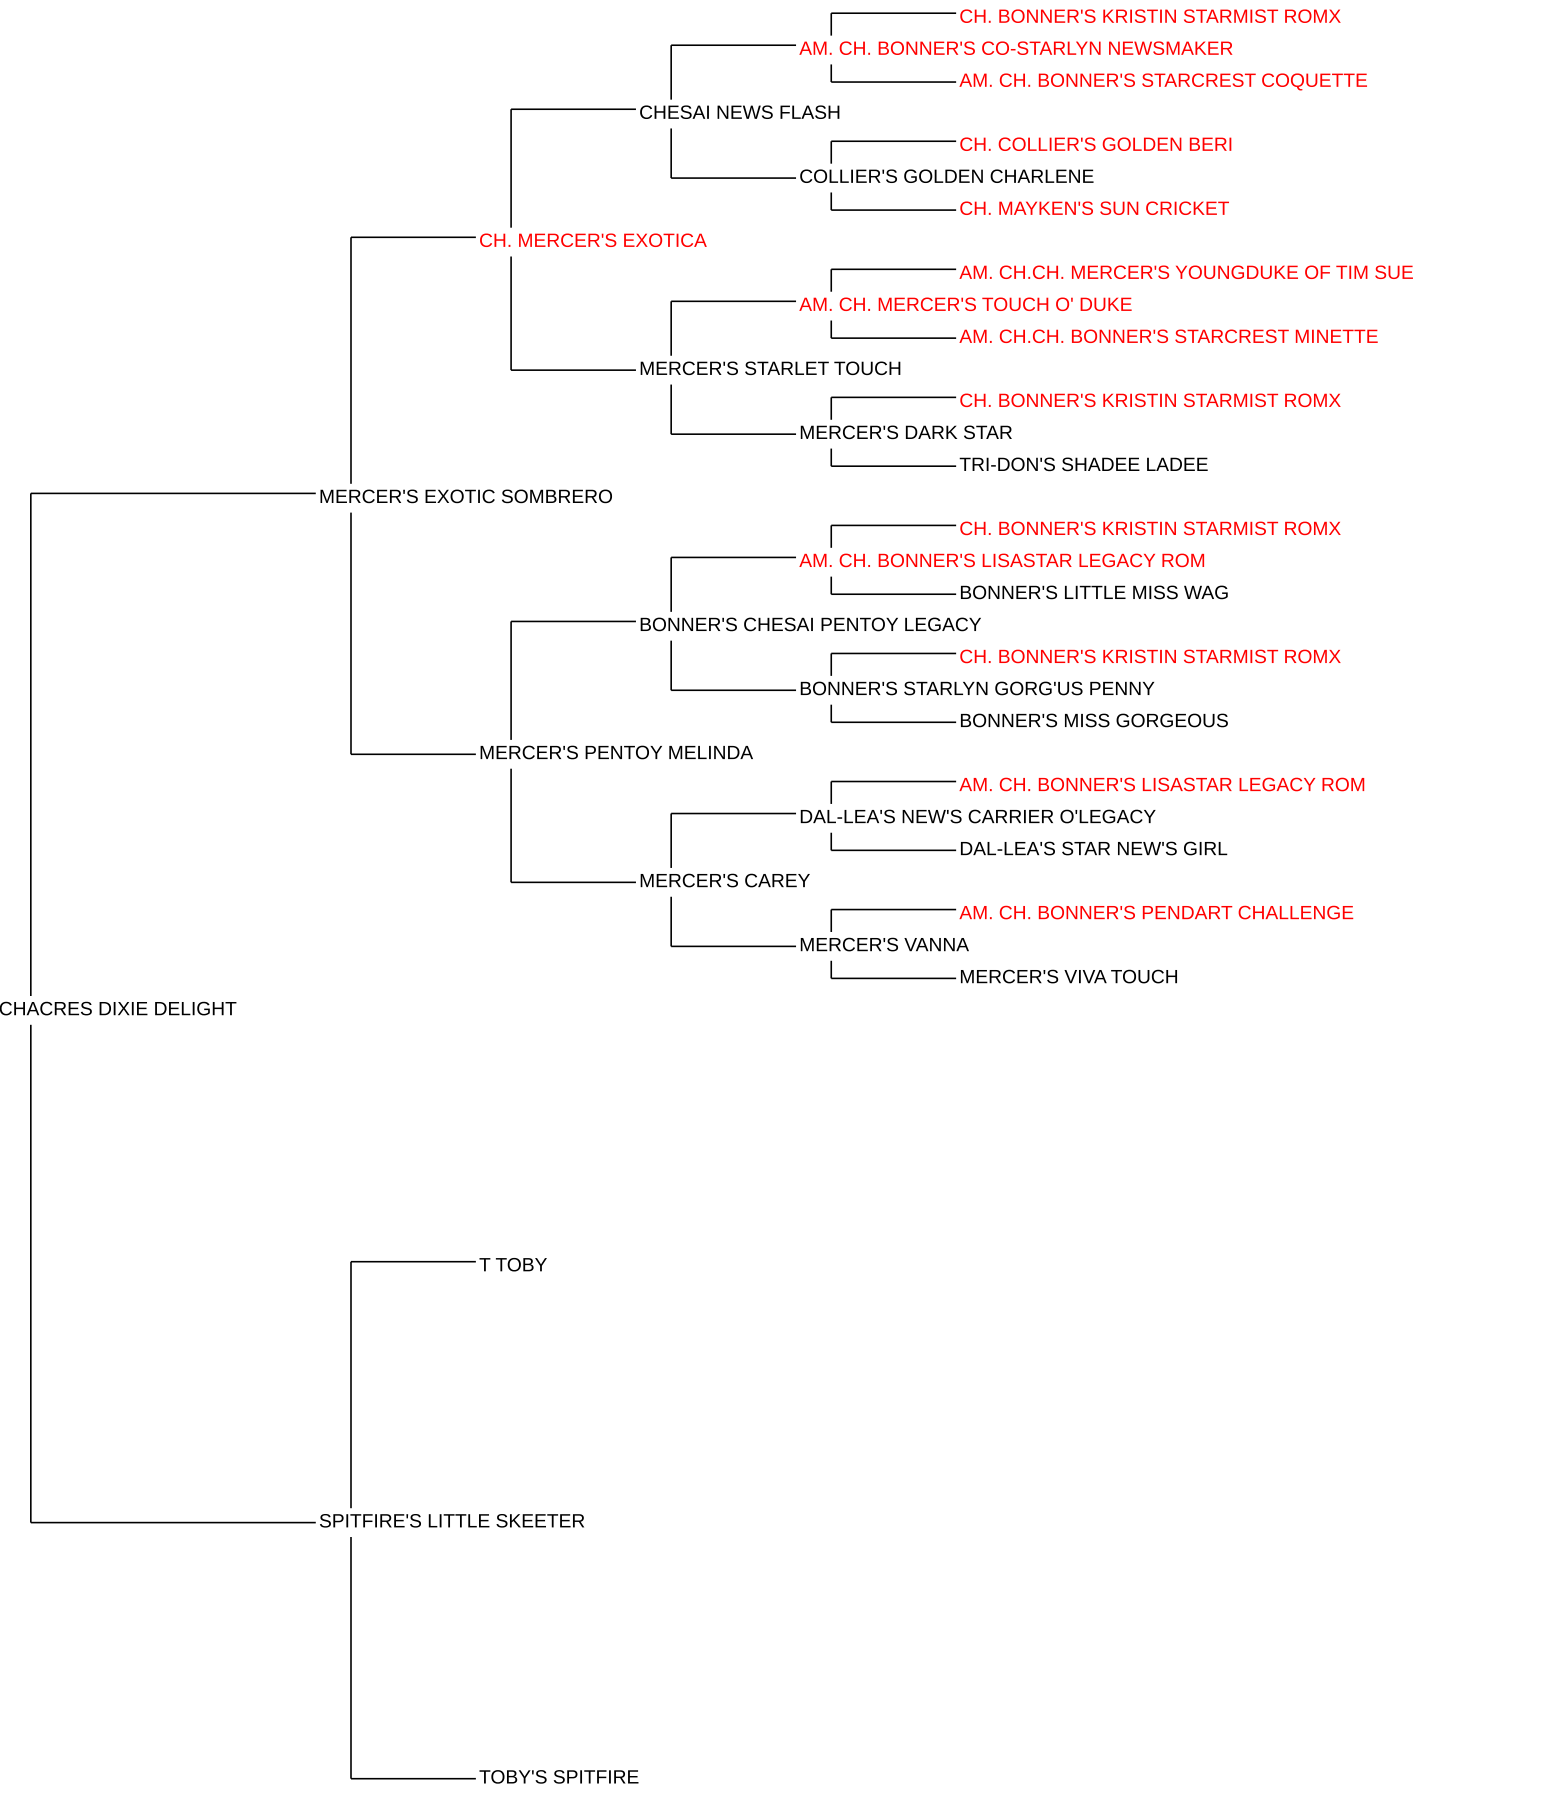 CH. BONNER'S KRISTIN STARMIST ROMX
AM. CH. BONNER'S CO-STARLYN NEWSMAKER
AM. CH. BONNER'S STARCREST COQUETTE
CHESAI NEWS FLASH
CH. COLLIER'S GOLDEN BERI
COLLIER'S GOLDEN CHARLENE
CH. MAYKEN'S SUN CRICKET
CH. MERCER'S EXOTICA
AM. CH.CH. MERCER'S YOUNGDUKE OF TIM SUE
AM. CH. MERCER'S TOUCH O' DUKE
AM. CH.CH. BONNER'S STARCREST MINETTE
MERCER'S STARLET TOUCH
CH. BONNER'S KRISTIN STARMIST ROMX
MERCER'S DARK STAR
TRI-DON'S SHADEE LADEE
MERCER'S EXOTIC SOMBRERO
CH. BONNER'S KRISTIN STARMIST ROMX
AM. CH. BONNER'S LISASTAR LEGACY ROM
BONNER'S LITTLE MISS WAG
BONNER'S CHESAI PENTOY LEGACY
CH. BONNER'S KRISTIN STARMIST ROMX
BONNER'S STARLYN GORG'US PENNY
BONNER'S MISS GORGEOUS
MERCER'S PENTOY MELINDA
AM. CH. BONNER'S LISASTAR LEGACY ROM
DAL-LEA'S NEW'S CARRIER O'LEGACY
DAL-LEA'S STAR NEW'S GIRL
MERCER'S CAREY
AM. CH. BONNER'S PENDART CHALLENGE
MERCER'S VANNA
MERCER'S VIVA TOUCH
CHACRES DIXIE DELIGHT
T TOBY
SPITFIRE'S LITTLE SKEETER
TOBY'S SPITFIRE